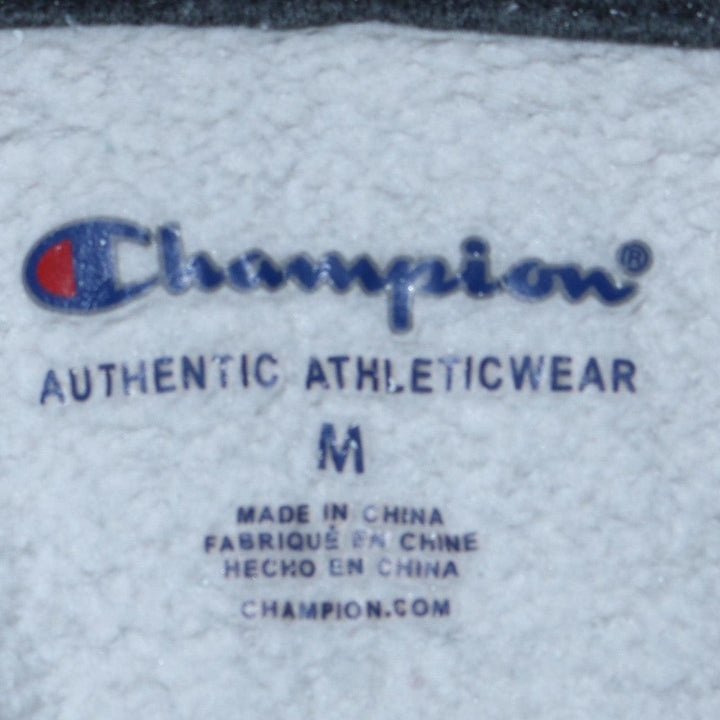 Champion®
AUTHENTIC ATHLETICWEAR
M
MADE IN CHINA
FABRIQUÉ EN CHINE
HECHO EN CHINA
CHAMPION.COM